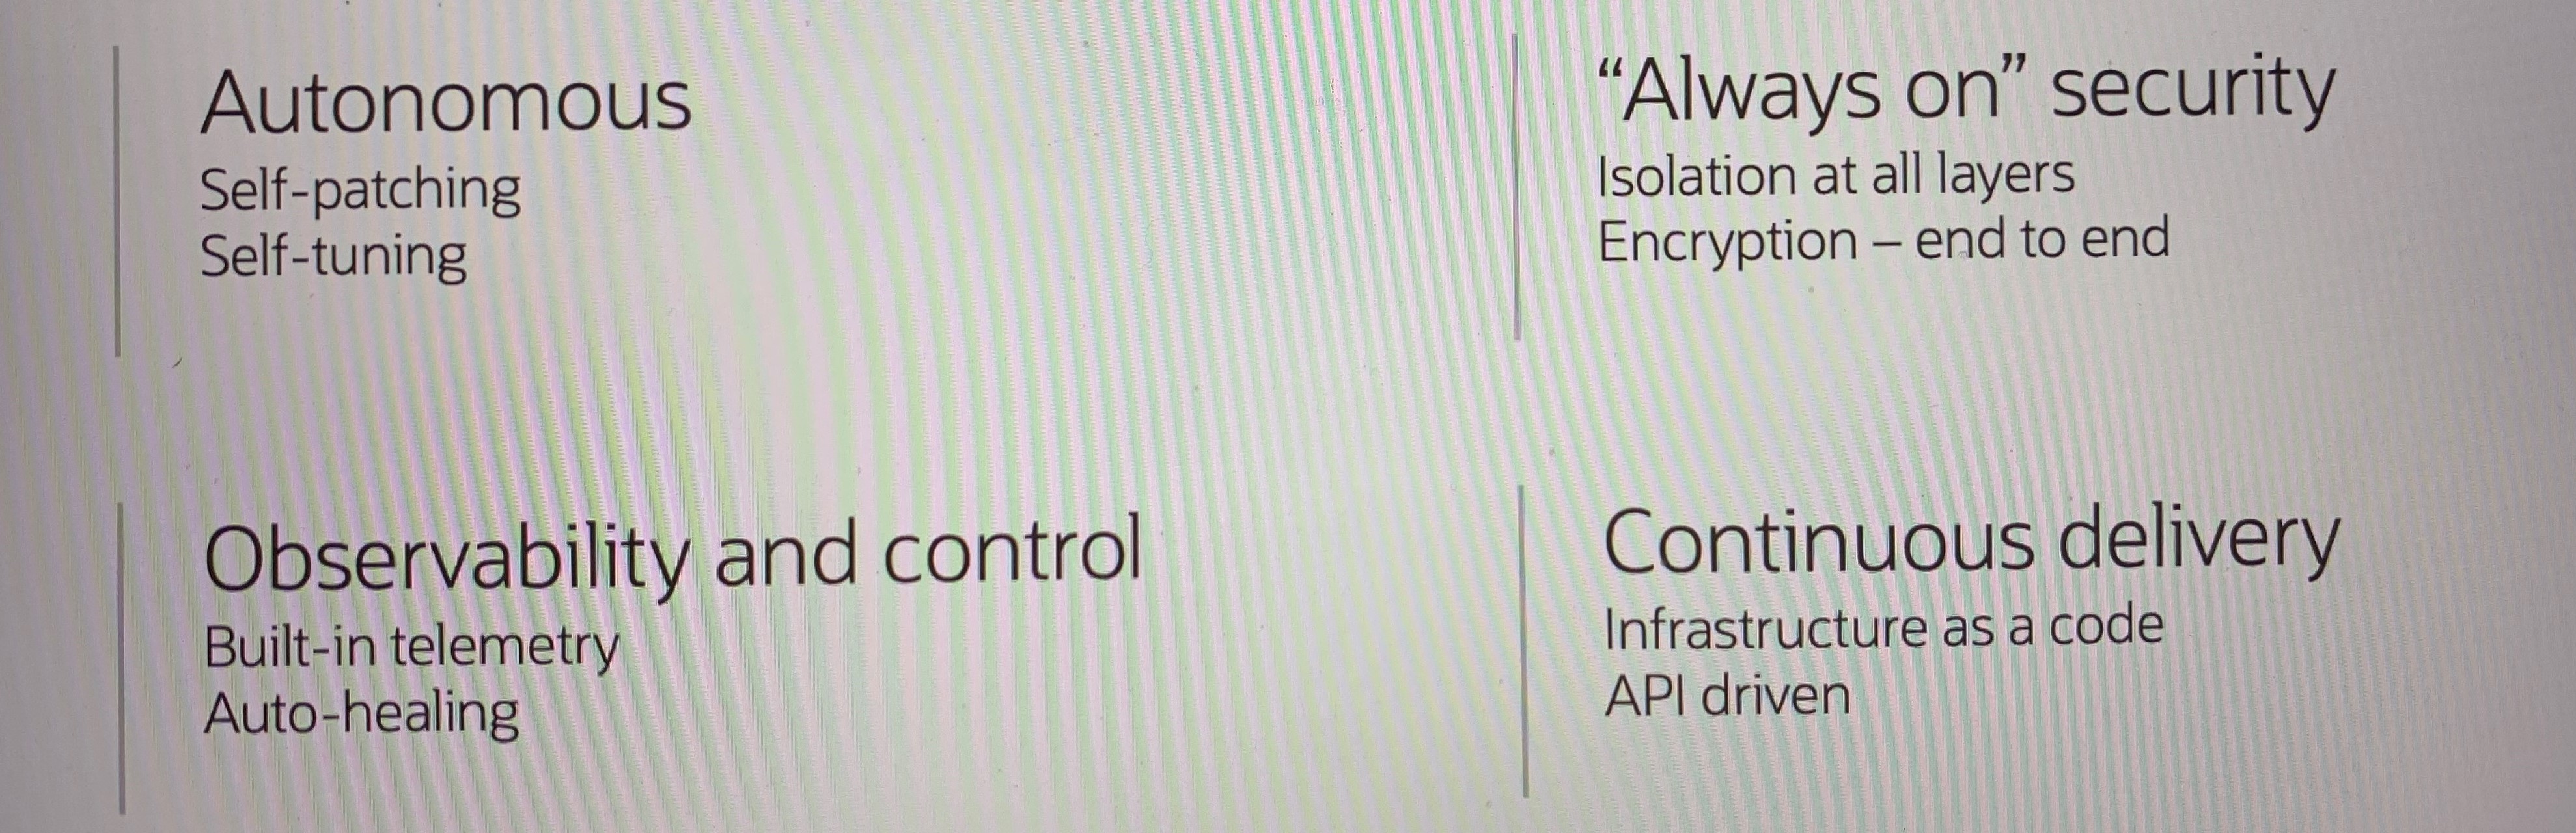 Autonomous
Self-patching
Self-tuning
“Always on” security
Isolation at all layers
Encryption – end to end
Observability and control
Built-in telemetry
Auto-healing
Continuous delivery
Infrastructure as a code
API driven